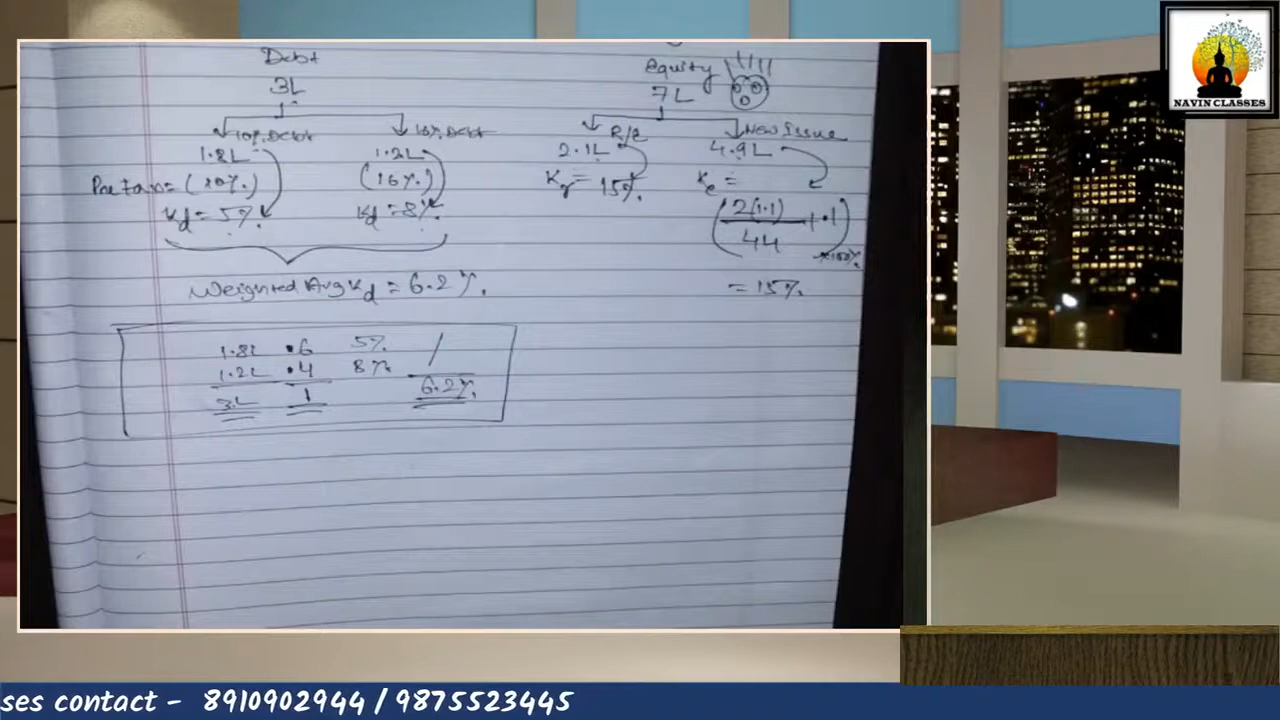 Debt
3L
10% Debt
16% Debt
1.8L
1.2L
Pre tax = (10%)
(16%)
Kd = 5%
Kd = 8%
Weighted Avg Kd = 6.2%
1.8L .6 5%
1.2L .4 8%
3L 1 6.2%
equity
7L
R/E
New Issue
2.1L
4.9L
Kr = 15%
Ke =
2(1.1)
44
+.1
×100%
= 15%
NAVIN CLASSES
ses contact - 8910902944 / 9875523445